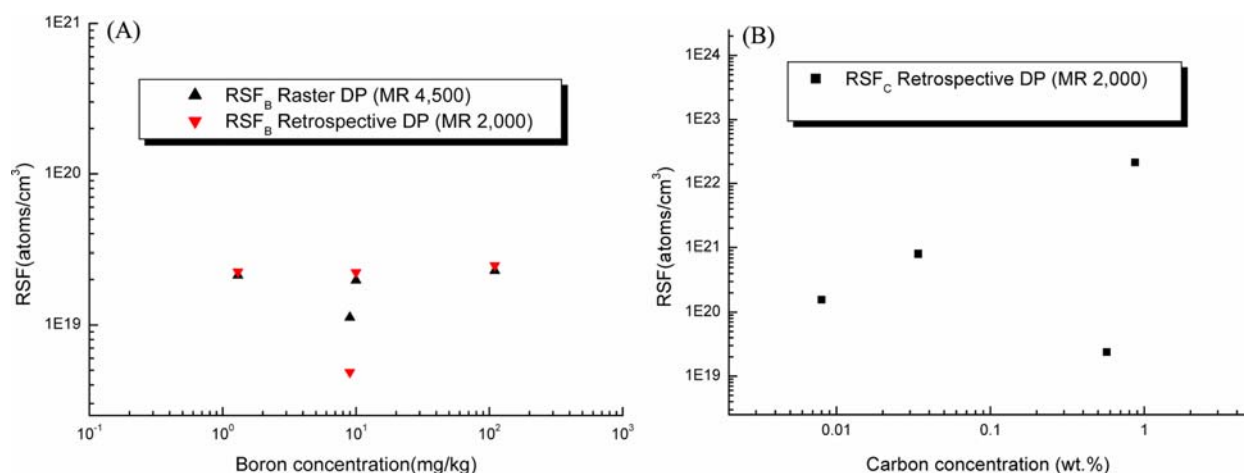 (A)
1E21
1E20
1E19
RSF(atoms/cm³)
▲ RSF_B Raster DP (MR 4,500)
▼ RSF_B Retrospective DP (MR 2,000)
10⁻¹ 10⁰ 10¹ 10² 10³
Boron concentration(mg/kg)
(B)
1E24
1E23
1E22
1E21
1E20
1E19
RSF(atoms/cm³)
■ RSF_C Retrospective DP (MR 2,000)
0.01 0.1 1
Carbon concentration (wt.%)